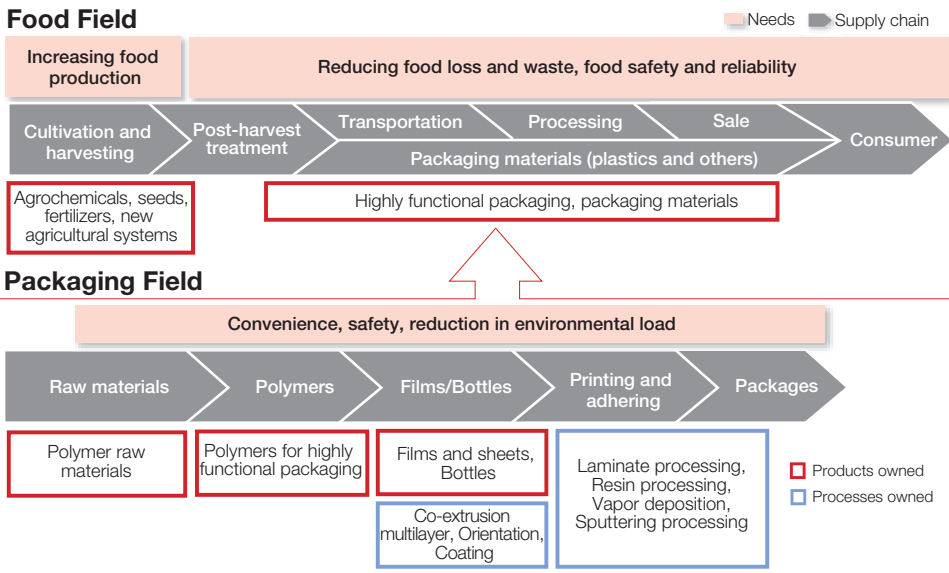 Food Field
Needs
Supply chain
Increasing food
production
Reducing food loss and waste, food safety and reliability
Cultivation and
harvesting
Post-harvest
treatment
Transportation
Processing
Sale
Packaging materials (plastics and others)
Consumer
Agrochemicals, seeds,
fertilizers, new
agricultural systems
Highly functional packaging, packaging materials
Packaging Field
Convenience, safety, reduction in environmental load
Raw materials
Polymers
Films/Bottles
Printing and
adhering
Packages
Polymer raw
materials
Polymers for highly
functional packaging
Films and sheets,
Bottles
Co-extrusion
multilayer, Orientation,
Coating
Laminate processing,
Resin processing,
Vapor deposition,
Sputtering processing
Products owned
Processes owned